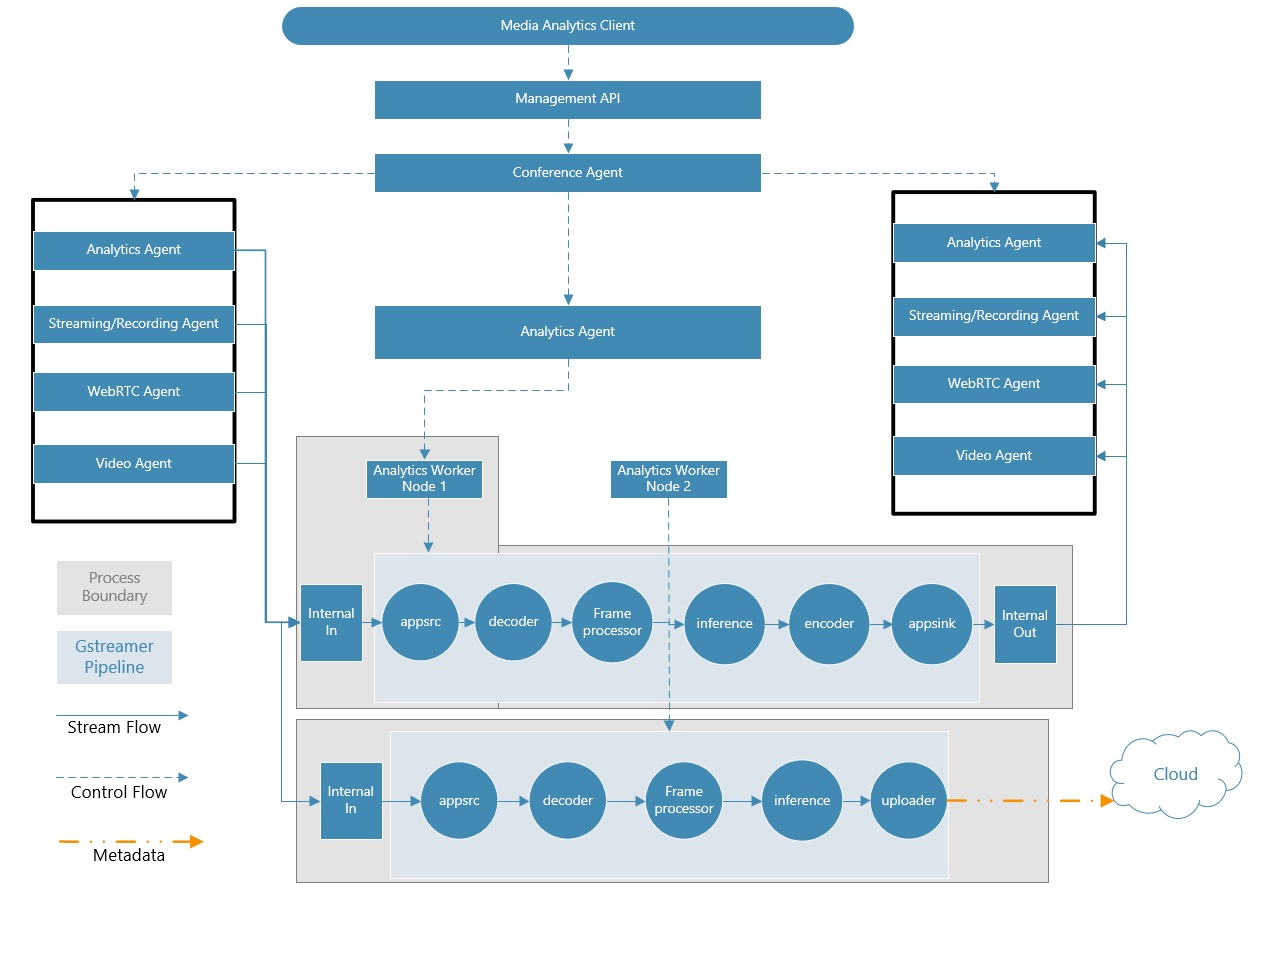 Media Analytics Client
Management API
Conference Agent
Analytics Agent
Streaming/Recording Agent
WebRTC Agent
Video Agent
Analytics Agent
Analytics Agent
Streaming/Recording Agent
WebRTC Agent
Video Agent
Analytics Worker
Node 1
Analytics Worker
Node 2
Internal
In
appsrc
decoder
Frame
processor
inference
encoder
appsink
Internal
Out
Internal
In
appsrc
decoder
Frame
processor
inference
uploader
Cloud
Process
Boundary
Gstreamer
Pipeline
Stream Flow
Control Flow
Metadata